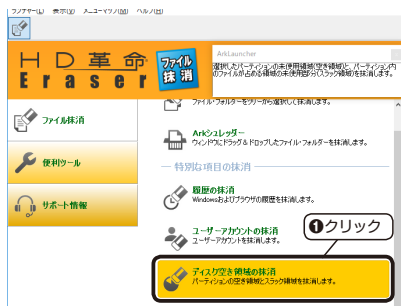 ランチャー(L) 表示(V) メニューマップ(M) ヘルプ(H)
HD革命
Eraser
ファイル
抹消
ArkLauncher
選択したパーティションの未使用領域(空き領域)と、パーティション内
のファイルが占める領域の未使用部分(スラック領域)を抹消します。
ファイル抹消
便利ツール
サポート情報
ファイル・フォルダーをツリーから選択して抹消します。
Arkシュレッダー
ウィンドウにドラッグ&ドロップしたファイル・フォルダーを抹消します。
特別な項目の抹消
履歴の抹消
Windowsおよびブラウザの履歴を抹消します。
ユーザーアカウントの抹消
ユーザーアカウントを抹消します。
❶クリック
ディスク空き領域の抹消
パーティションの空き領域とスラック領域を抹消します。